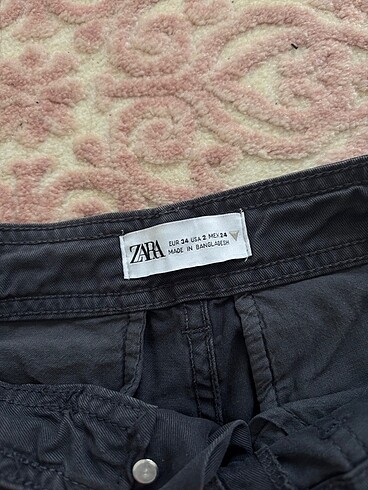 ZARA
EUR 34 USA 2 MEX 24
MADE IN BANGLADESH